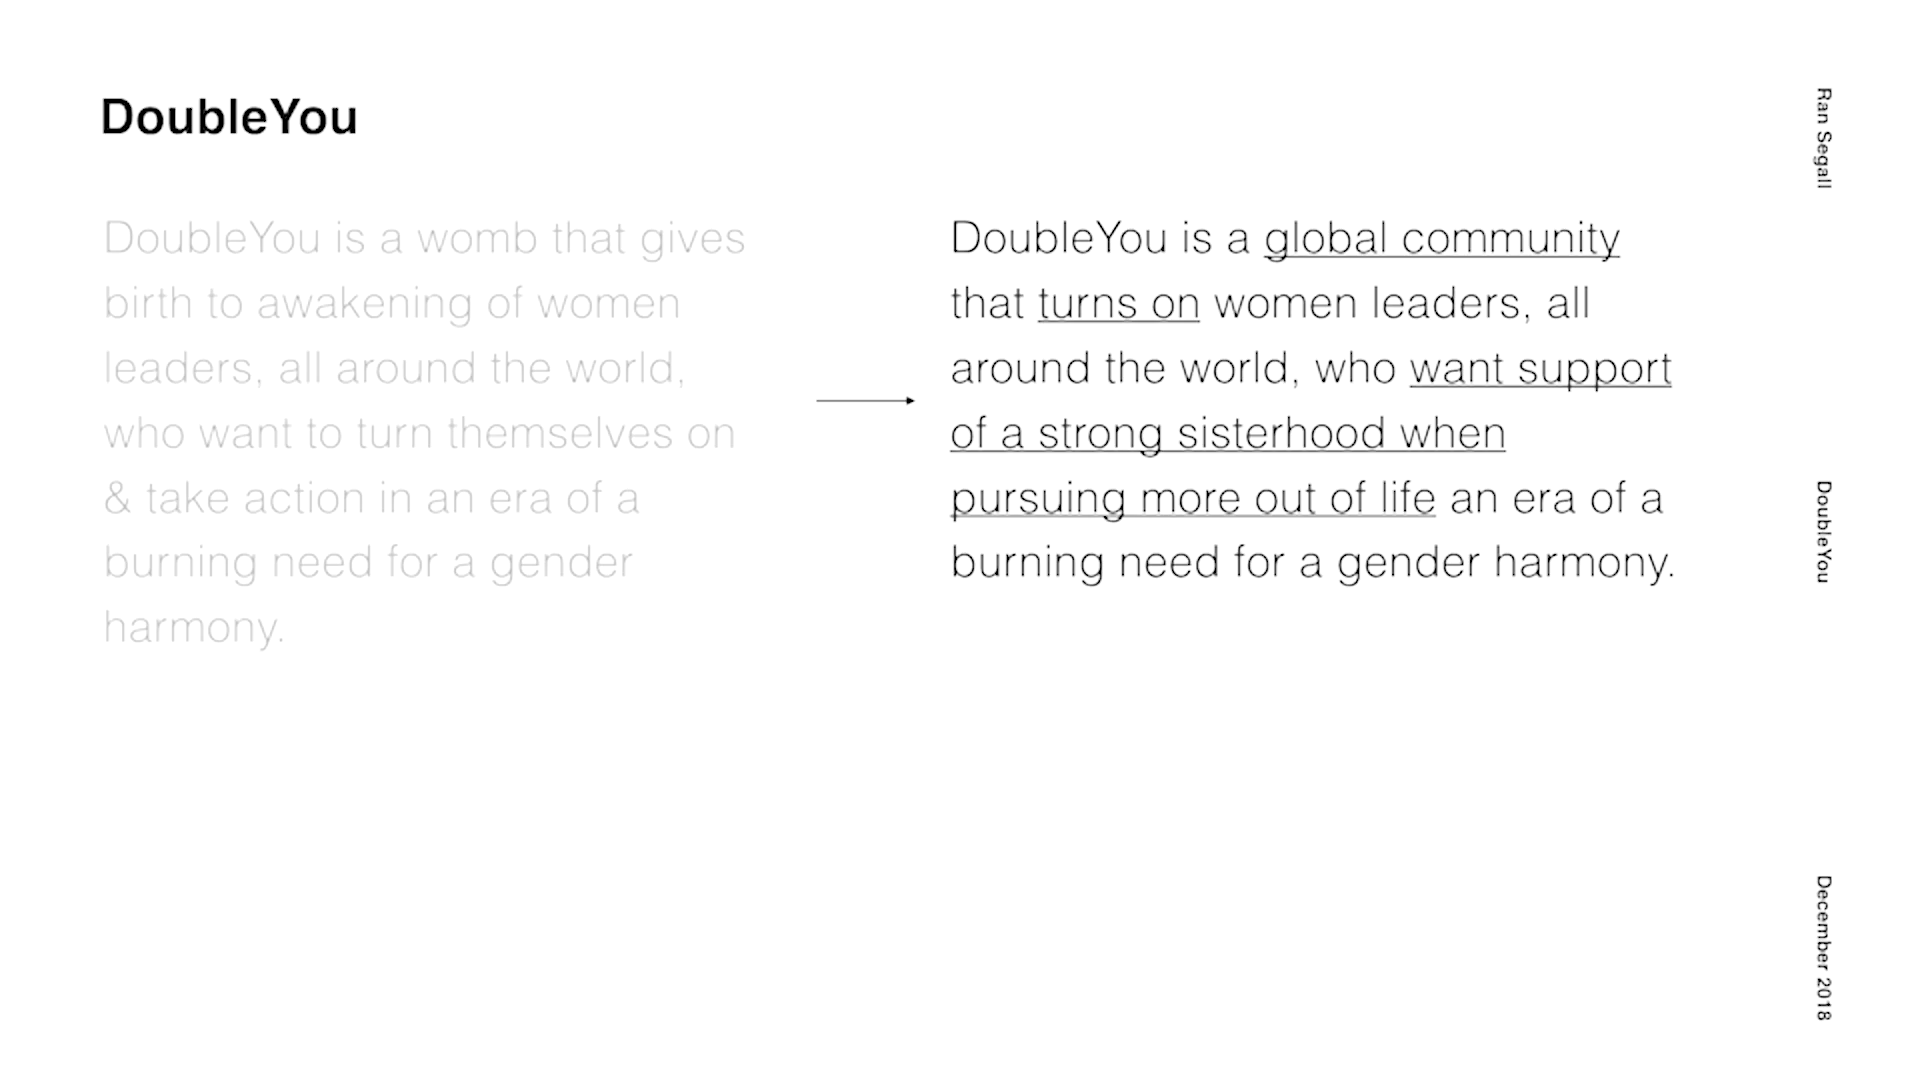 DoubleYou
DoubleYou is a womb that gives
birth to awakening of women
leaders, all around the world,
who want to turn themselves on
& take action in an era of a
burning need for a gender
harmony.
DoubleYou is a global community
that turns on women leaders, all
around the world, who want support
of a strong sisterhood when
pursuing more out of life an era of a
burning need for a gender harmony.
Ran Segall
DoubleYou
December 2018